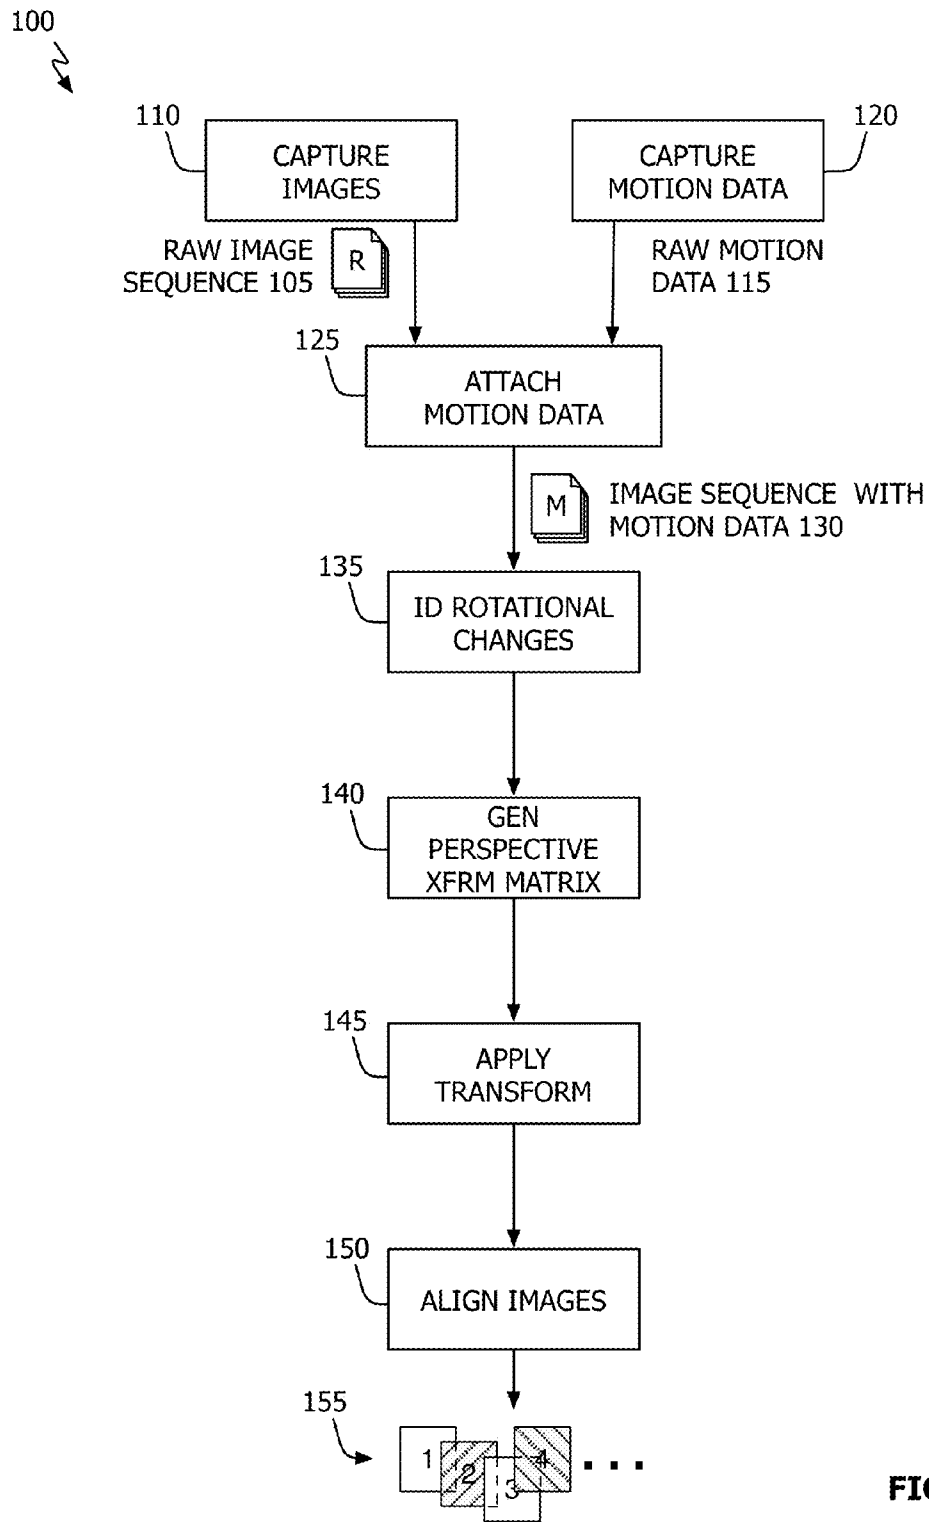 100
110
CAPTURE
IMAGES
120
CAPTURE
MOTION DATA
RAW IMAGE
SEQUENCE 105
R
RAW MOTION
DATA 115
125
ATTACH
MOTION DATA
M
IMAGE SEQUENCE WITH
MOTION DATA 130
135
ID ROTATIONAL
CHANGES
140
GEN
PERSPECTIVE
XFRM MATRIX
145
APPLY
TRANSFORM
150
ALIGN IMAGES
155
1
2
3
4
. . .